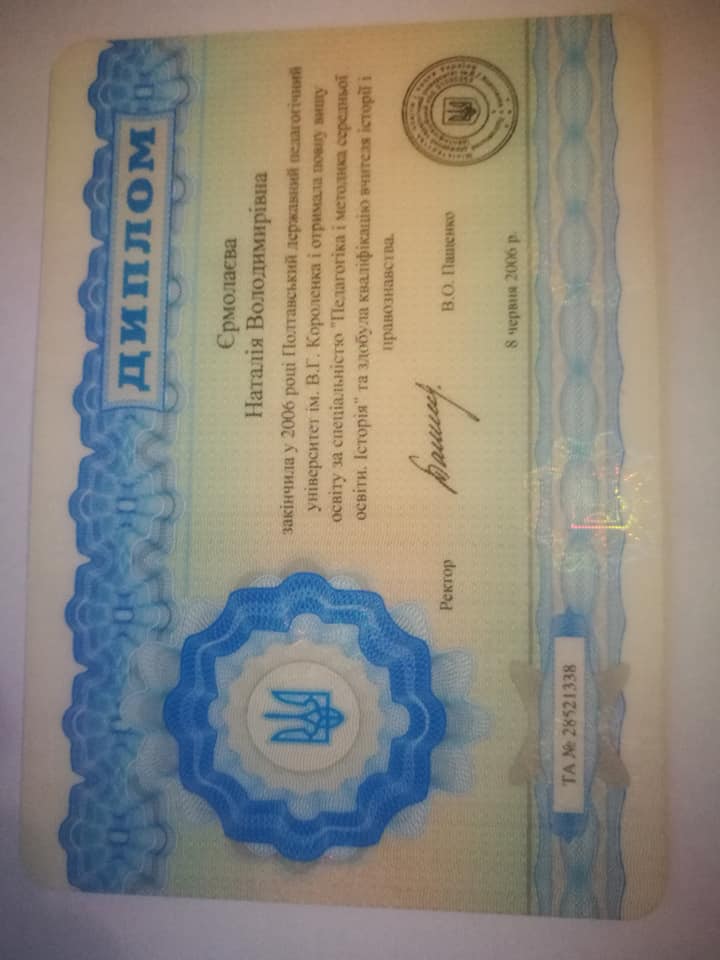 ДИПЛОМ
Єрмолаєва
Наталія Володимирівна
закінчила у 2006 році Полтавський державний педагогічний
університет ім. В.Г. Короленка і отримала повну вищу
освіту за спеціальністю "Педагогіка і методика середньої
освіти. Історія" та здобула кваліфікацію вчителя історії і
правознавства.
Ректор В.О. Пашенко
8 червня 2006 р.
ТА № 28521338